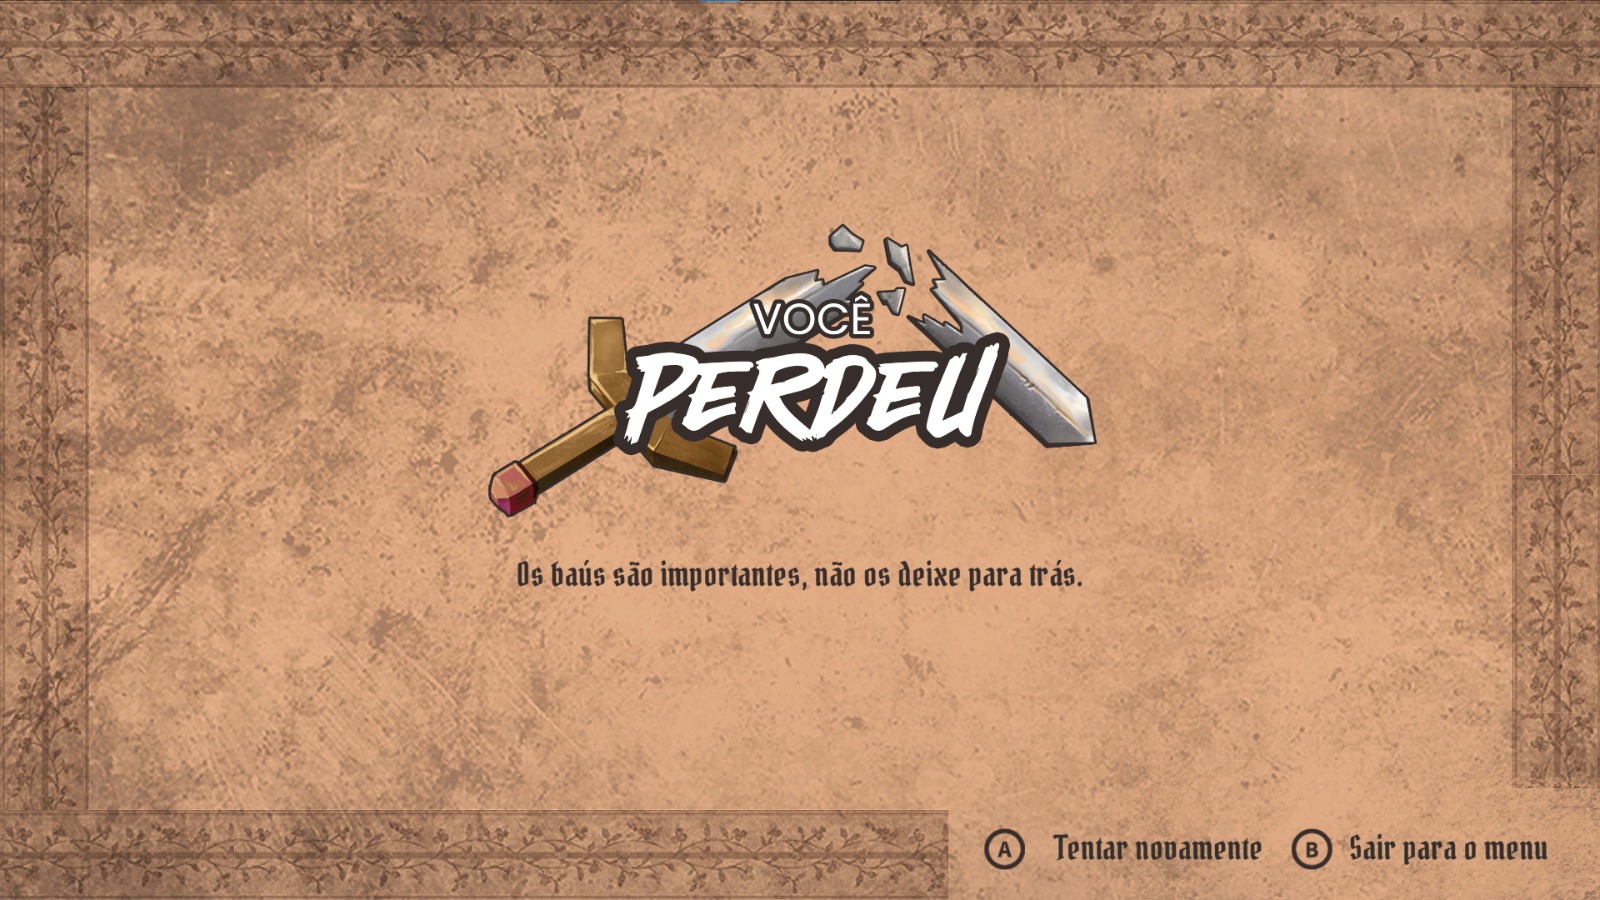 VOCÊ
PERDEU
Os baús são importantes, não os deixe para trás.
A Tentar novamente B Sair para o menu